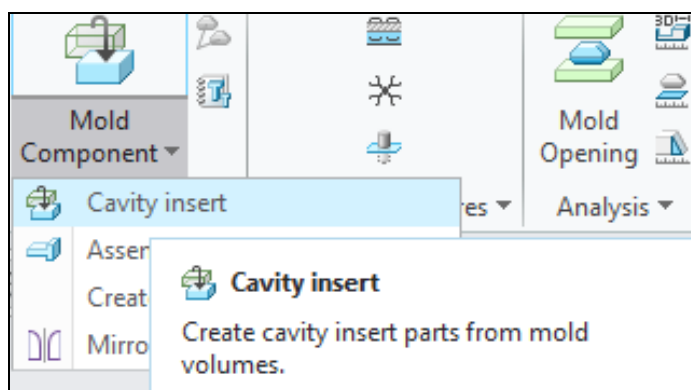 Mold
Component
Mold
Opening
res
Analysis
Cavity insert
Asser
Creat
Mirro
Cavity insert
Create cavity insert parts from mold
volumes.